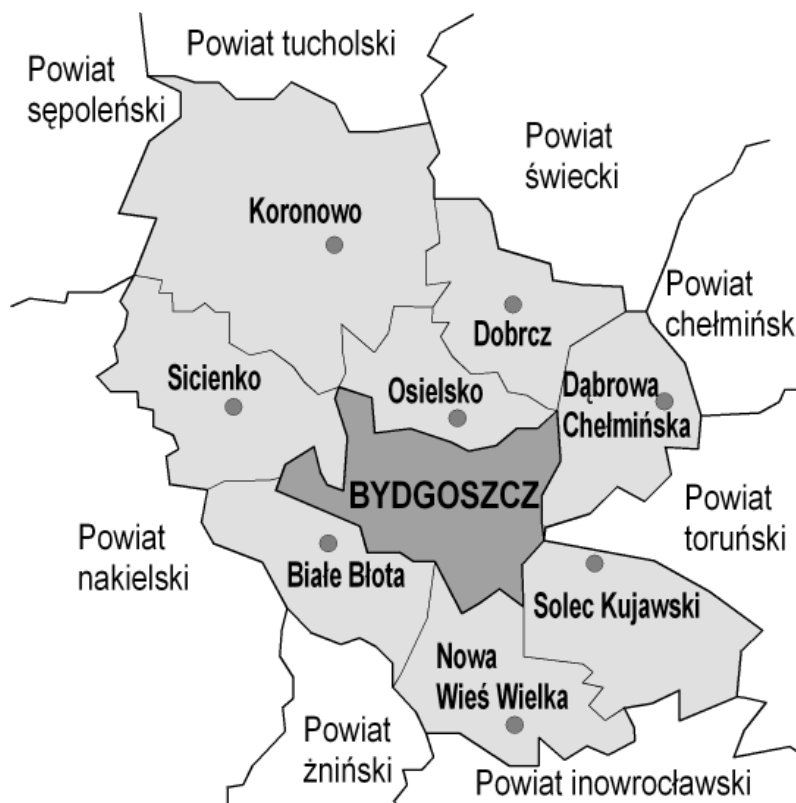 Powiat tucholski
Powiat
sępoleński
Powiat
świecki
Koronowo
Powiat
chełmińsk
Dobrcz
Sicienko
Osielsko
Dąbrowa
Chełmińska
BYDGOSZCZ
Powiat
toruński
Powiat
nakielski
Białe Błota
Solec Kujawski
Nowa
Wieś Wielka
Powiat
żniński
Powiat inowrocławski